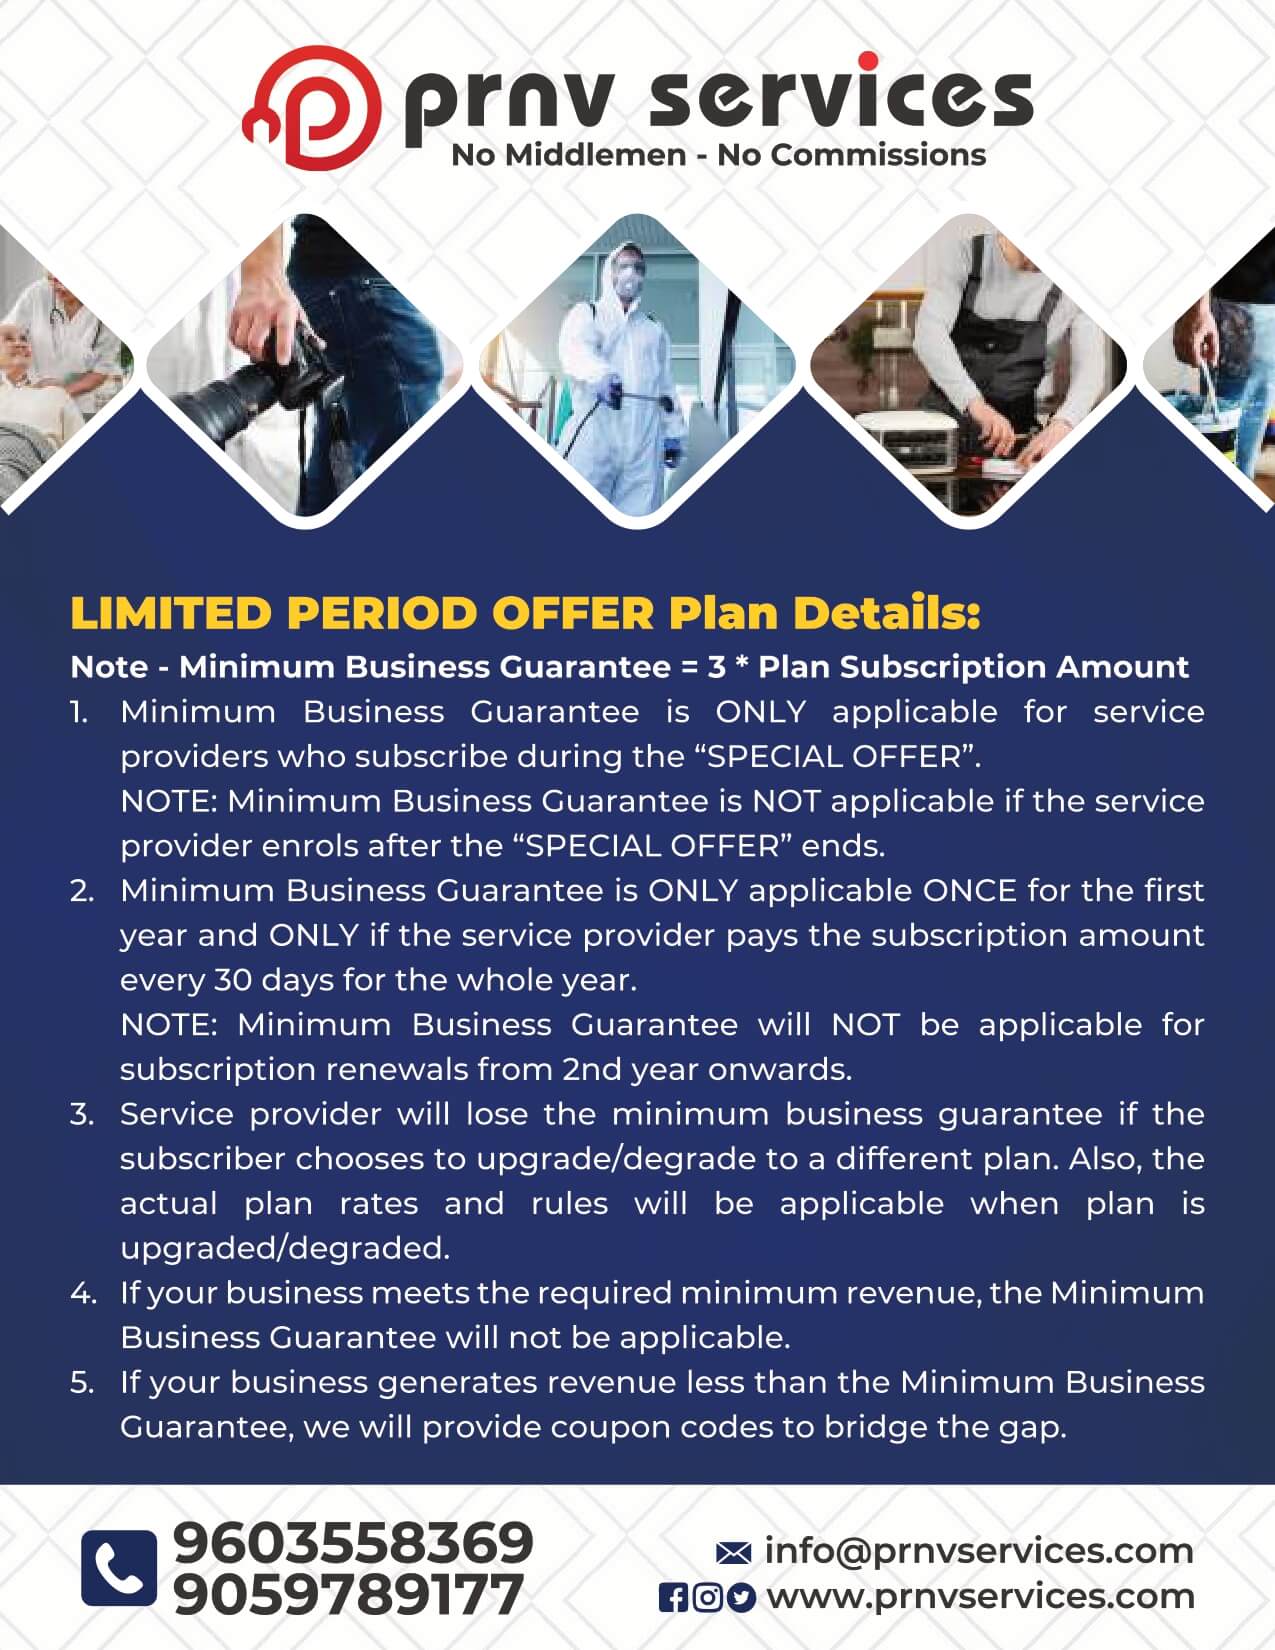 prnv services
No Middlemen - No Commissions
LIMITED PERIOD OFFER Plan Details:
Note - Minimum Business Guarantee = 3 * Plan Subscription Amount
1. Minimum Business Guarantee is ONLY applicable for service
providers who subscribe during the “SPECIAL OFFER”.
NOTE: Minimum Business Guarantee is NOT applicable if the service
provider enrols after the “SPECIAL OFFER” ends.
2. Minimum Business Guarantee is ONLY applicable ONCE for the first
year and ONLY if the service provider pays the subscription amount
every 30 days for the whole year.
NOTE: Minimum Business Guarantee will NOT be applicable for
subscription renewals from 2nd year onwards.
3. Service provider will lose the minimum business guarantee if the
subscriber chooses to upgrade/degrade to a different plan. Also, the
actual plan rates and rules will be applicable when plan is
upgraded/degraded.
4. If your business meets the required minimum revenue, the Minimum
Business Guarantee will not be applicable.
5. If your business generates revenue less than the Minimum Business
Guarantee, we will provide coupon codes to bridge the gap.
9603558369
9059789177
info@prnvservices.com
www.prnvservices.com